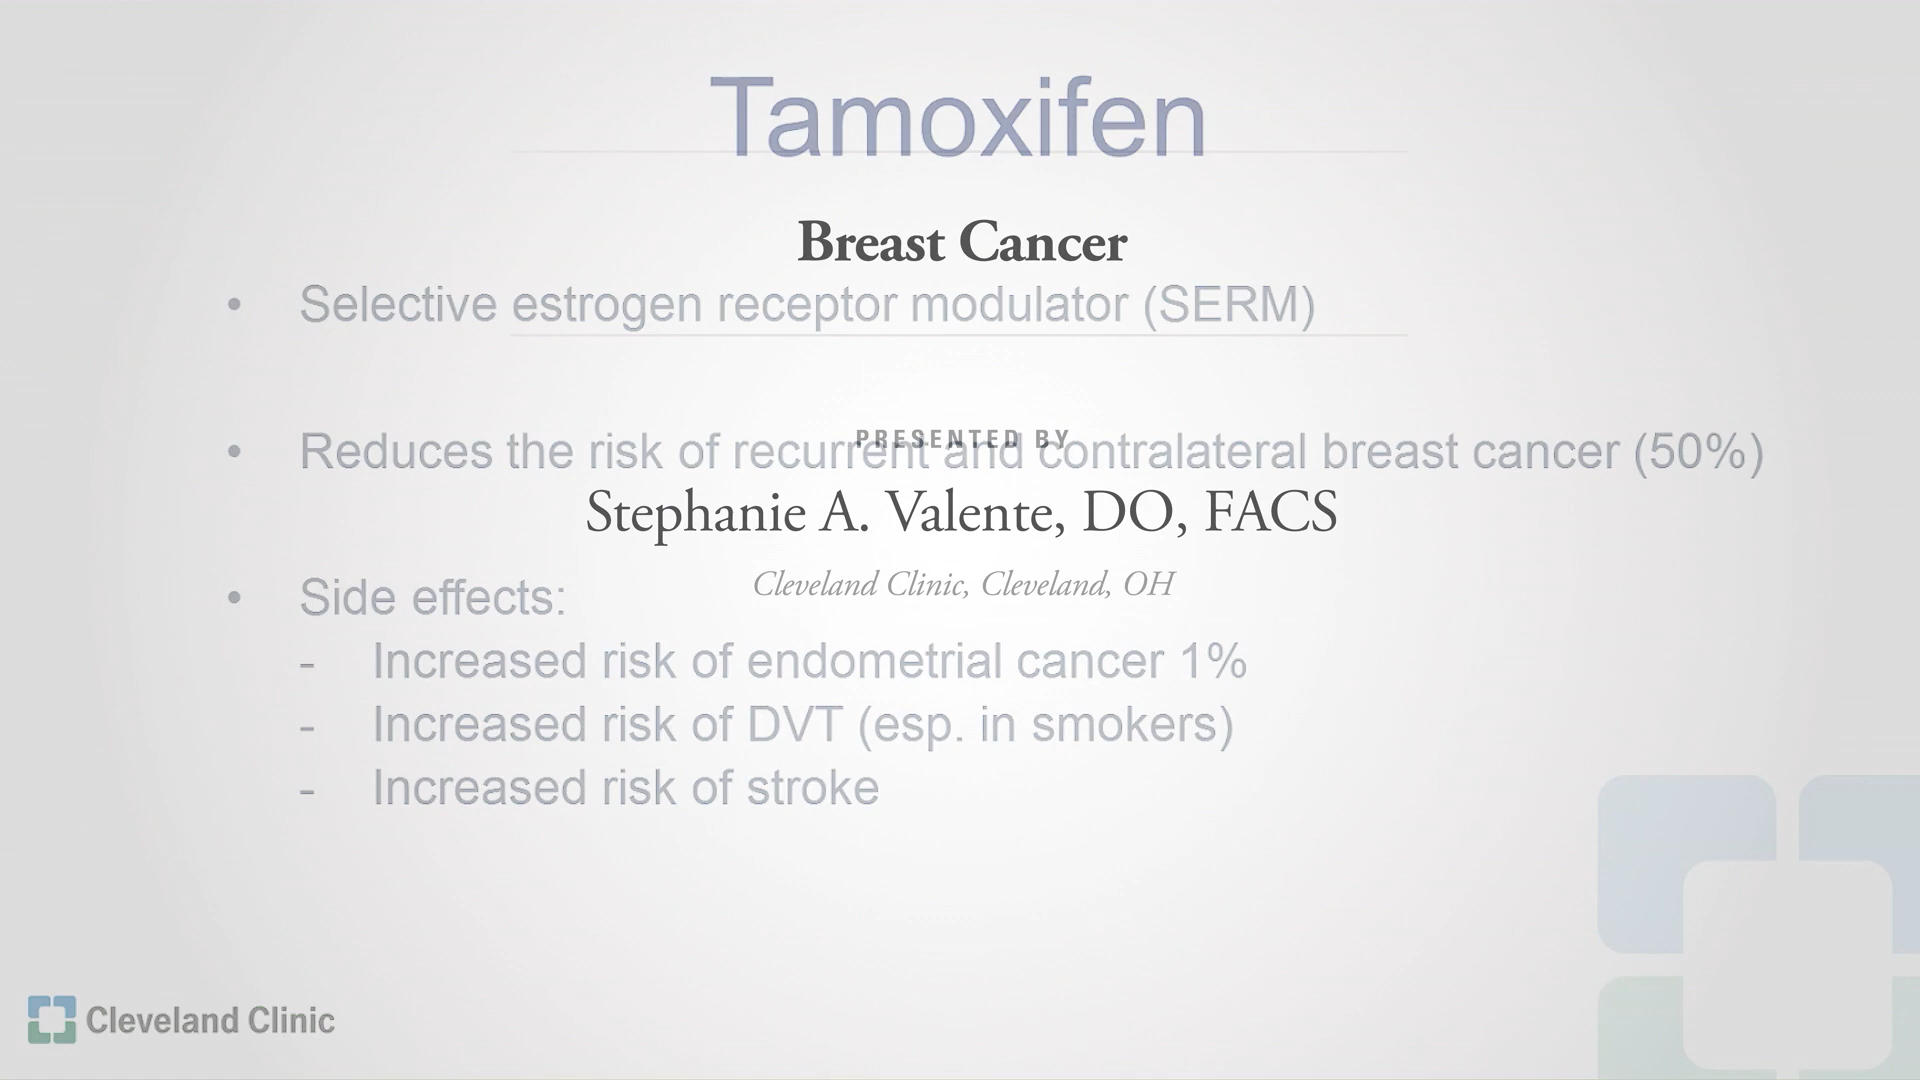 Tamoxifen
Breast Cancer
• Selective estrogen receptor modulator (SERM)
PRESENTED BY
• Reduces the risk of recurrent and contralateral breast cancer (50%)
Stephanie A. Valente, DO, FACS
Cleveland Clinic, Cleveland, OH
• Side effects:
- Increased risk of endometrial cancer 1%
- Increased risk of DVT (esp. in smokers)
- Increased risk of stroke
Cleveland Clinic